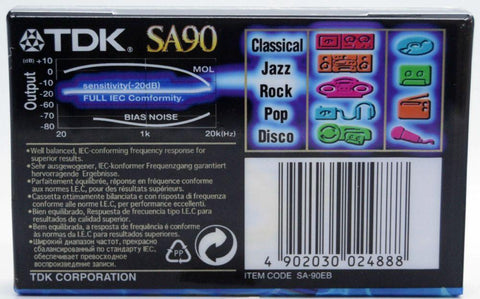 TDK. SA90
(dB) +10
+0
-10
-20
-70
-80
Output
MOL
sensitivity(-20dB)
FULL IEC Comformity.
BIAS NOISE
20 1k 20k(Hz)
Classical
Jazz
Rock
Pop
Disco
•Well balanced, IEC-conforming frequency response for
superior results.
•Sehr ausgewogener, IEC-konformer Frequenzgang garantiert
hervorragende Ergebnisse.
•Parfaitement équilibrée, réponse en fréquence conforme
aux normes I.E.C, pour des résultats supérieurs.
•Cassetta ottimamente bilanciata e con risposta di frequenza
conforme alle norme I.E.C, per performance eccellenti.
•Bien equilibrado, Respuesta de frecuencia tipo I.E.C para
resultados de calidad superior.
•Bem equilibrado, a resposta de frequência é conforme
às normas da I.E.C dando resultados superiores.
•Широкий диапазон частот, прекрасно
сбалансированный по стандарту IEC,
обеспечивает превосходное
воспроизведение Вашей записи.
PP
TDK CORPORATION
4 902030 024888
ITEM CODE SA-90EB